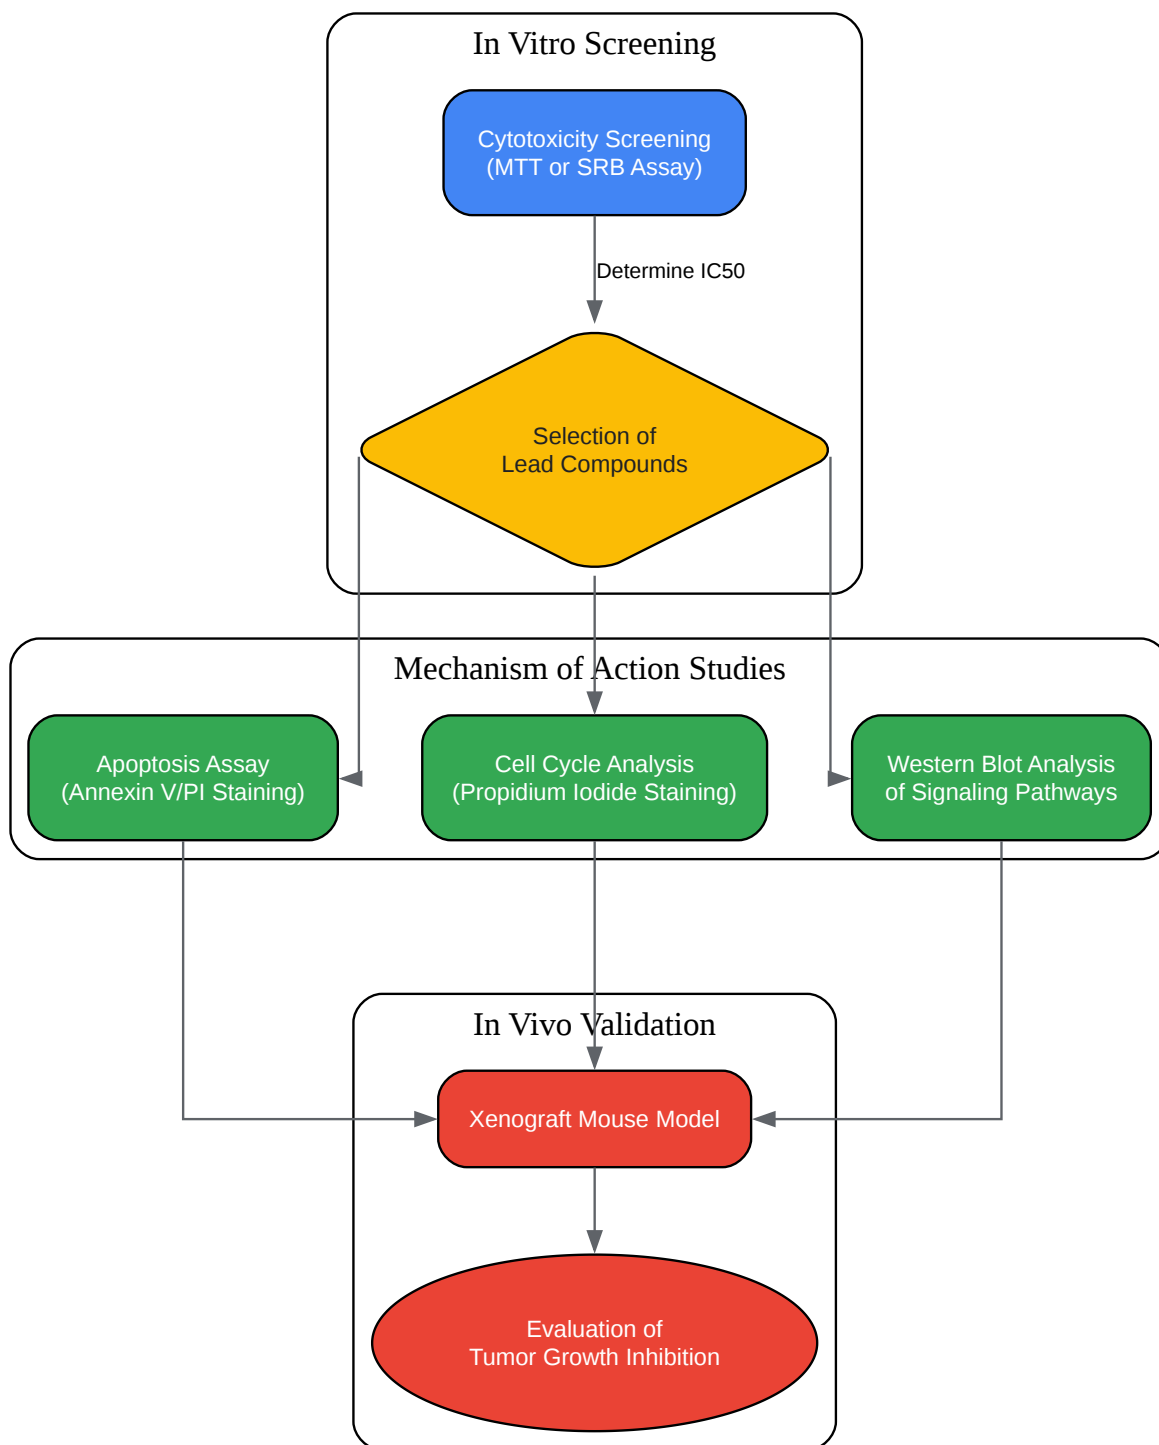 In Vitro Screening
Cytotoxicity Screening
(MTT or SRB Assay)
Determine IC50
Selection of
Lead Compounds
Mechanism of Action Studies
Apoptosis Assay
(Annexin V/PI Staining)
Cell Cycle Analysis
(Propidium Iodide Staining)
Western Blot Analysis
of Signaling Pathways
In Vivo Validation
Xenograft Mouse Model
Evaluation of
Tumor Growth Inhibition